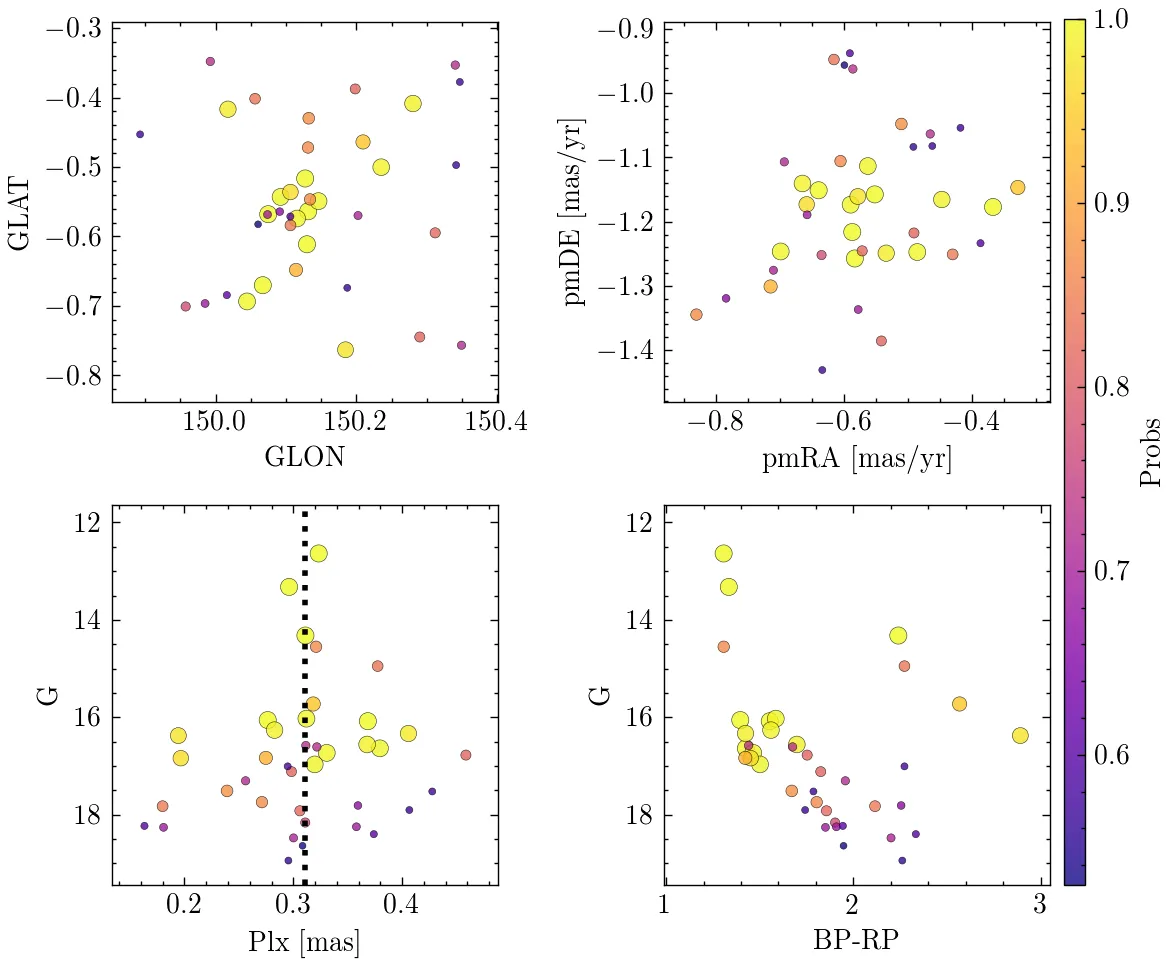 −0.3
−0.4
−0.5
−0.6
−0.7
−0.8
GLAT
150.0 150.2 150.4
GLON
−0.9
−1.0
−1.1
−1.2
−1.3
−1.4
pmDE [mas/yr]
−0.8 −0.6 −0.4
pmRA [mas/yr]
12
14
16
18
G
0.2 0.3 0.4
Plx [mas]
12
14
16
18
G
1 2 3
BP-RP
1.0
0.9
0.8
0.7
0.6
Probs